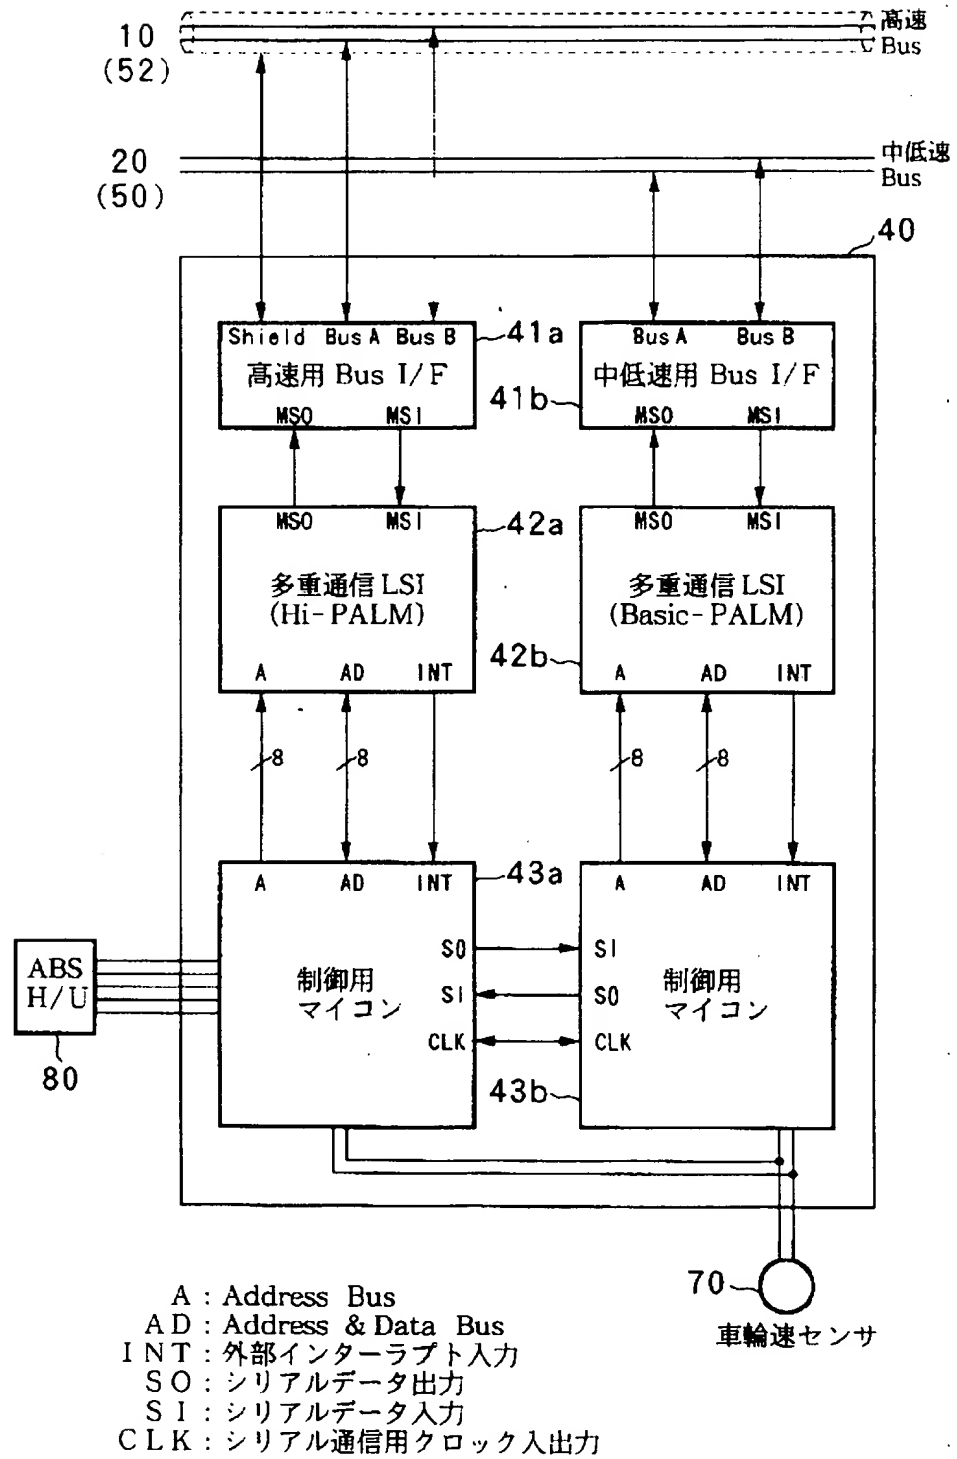 高速
Bus
10
(52)
中低速
Bus
20
(50)
40
Shield Bus A Bus B
高速用 Bus I/F
MSO MSI
41a
Bus A Bus B
中低速用 Bus I/F
MSO MSI
41b
MSO MSI
多重通信 LSI
(Hi-PALM)
A AD INT
42a
MSO MSI
多重通信 LSI
(Basic-PALM)
A AD INT
42b
8 8 8 8
A AD INT
43a
制御用
マイコン
SO
SI
CLK
A AD INT
SI
SO
CLK
制御用
マイコン
43b
ABS
H/U
80
70
車輪速センサ
A : Address Bus
AD : Address & Data Bus
INT : 外部インターラプト入力
SO : シリアルデータ出力
SI : シリアルデータ入力
CLK : シリアル通信用クロック入出力